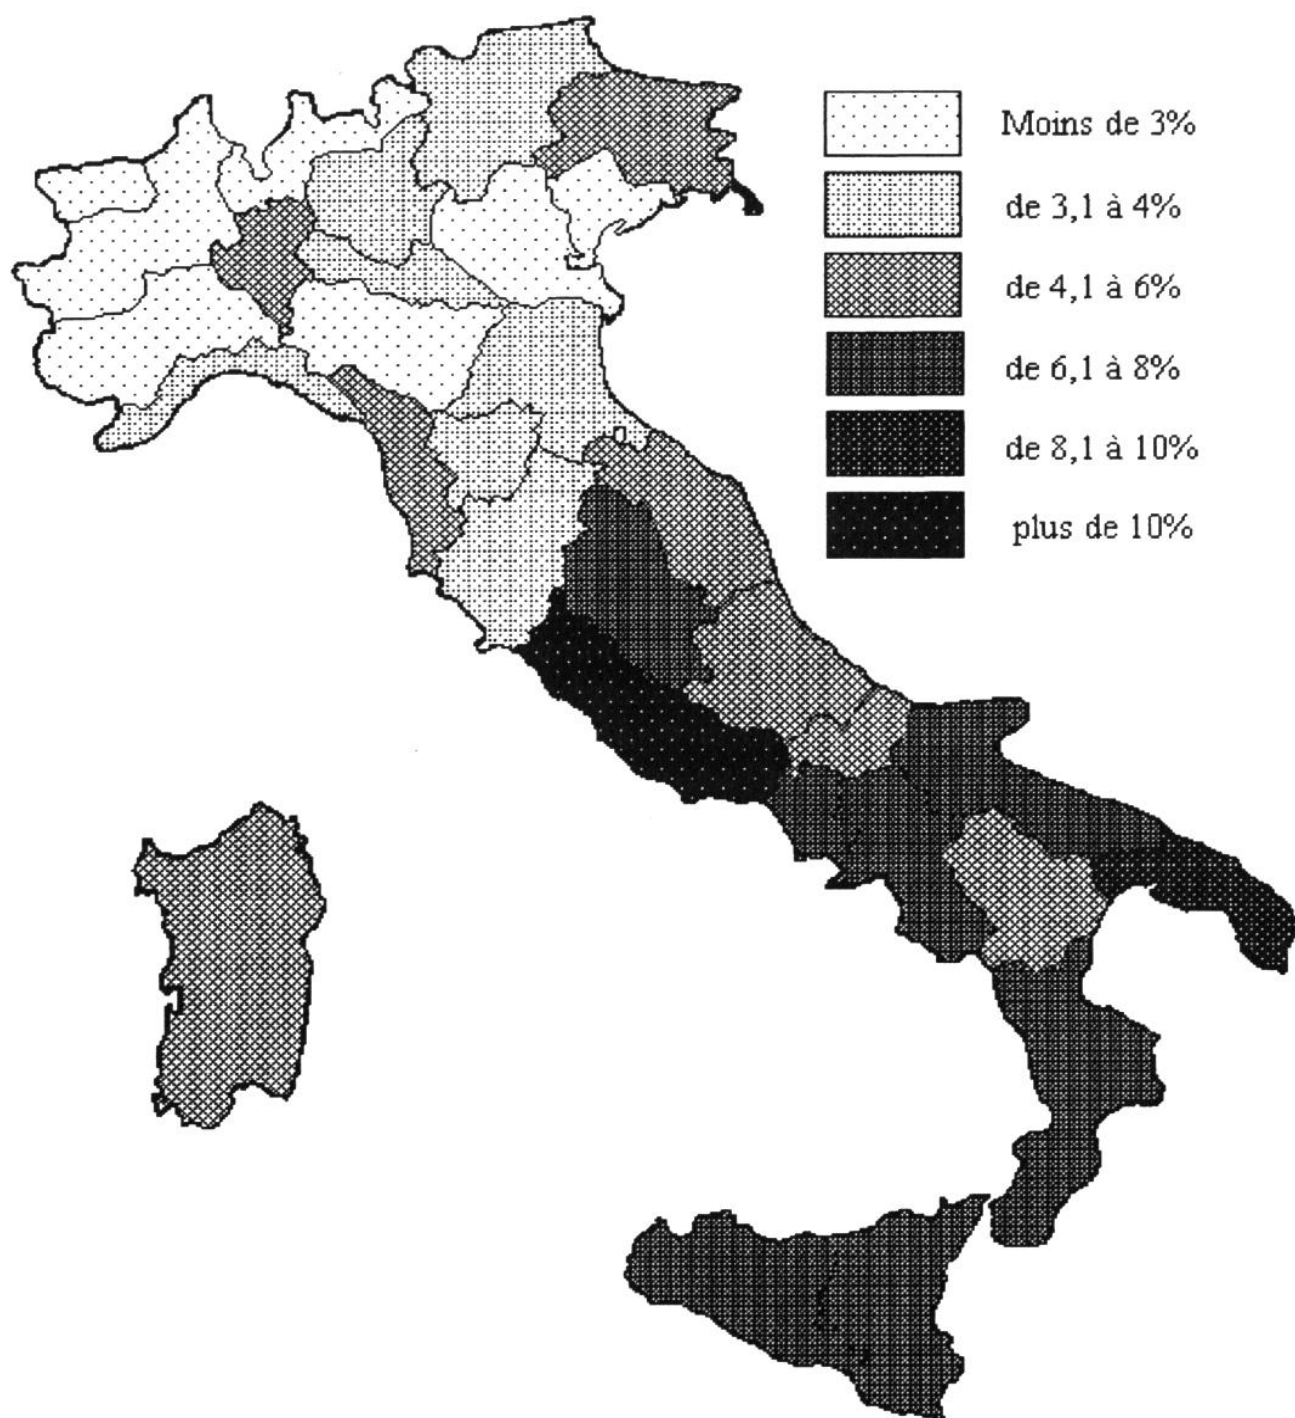 Moins de 3%
de 3,1 à 4%
de 4,1 à 6%
de 6,1 à 8%
de 8,1 à 10%
plus de 10%